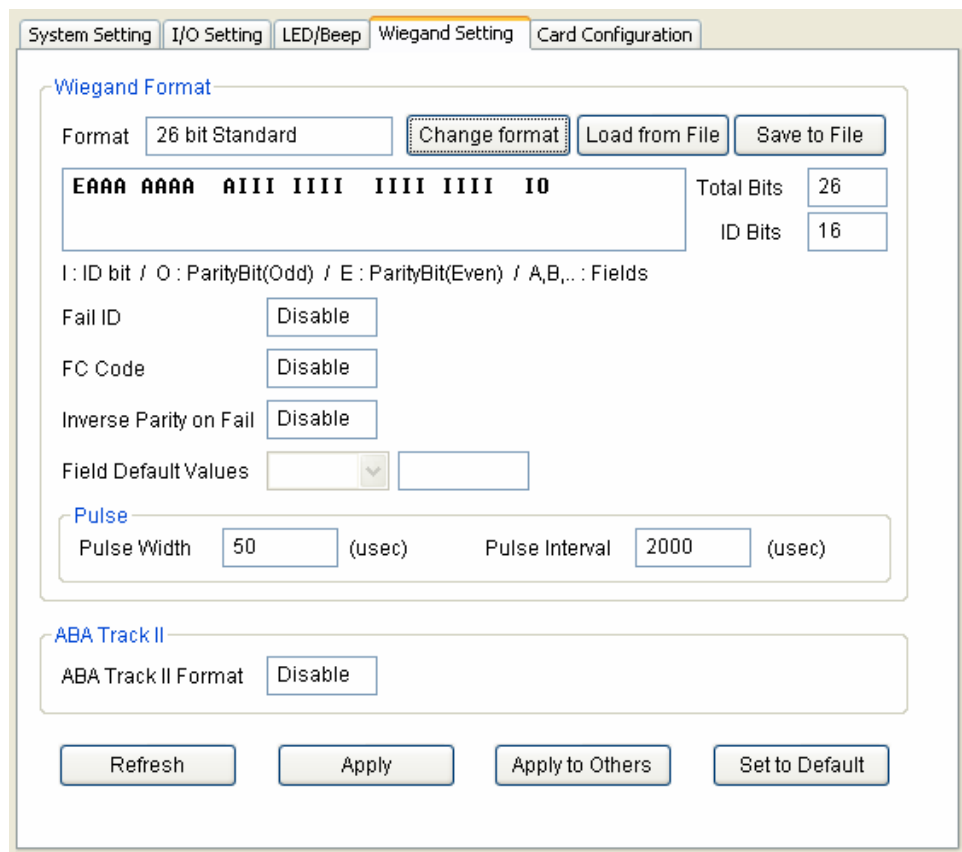 System Setting I/O Setting LED/Beep Wiegand Setting Card Configuration
Wiegand Format
Format 26 bit Standard Change format Load from File Save to File
EAAA AAAA AIII IIII IIII IIII IO Total Bits 26
ID Bits 16
I : ID bit / O : ParityBit(Odd) / E : ParityBit(Even) / A,B,.. : Fields
Fail ID Disable
FC Code Disable
Inverse Parity on Fail Disable
Field Default Values
Pulse
Pulse Width 50 (usec) Pulse Interval 2000 (usec)
ABA Track II
ABA Track II Format Disable
Refresh Apply Apply to Others Set to Default